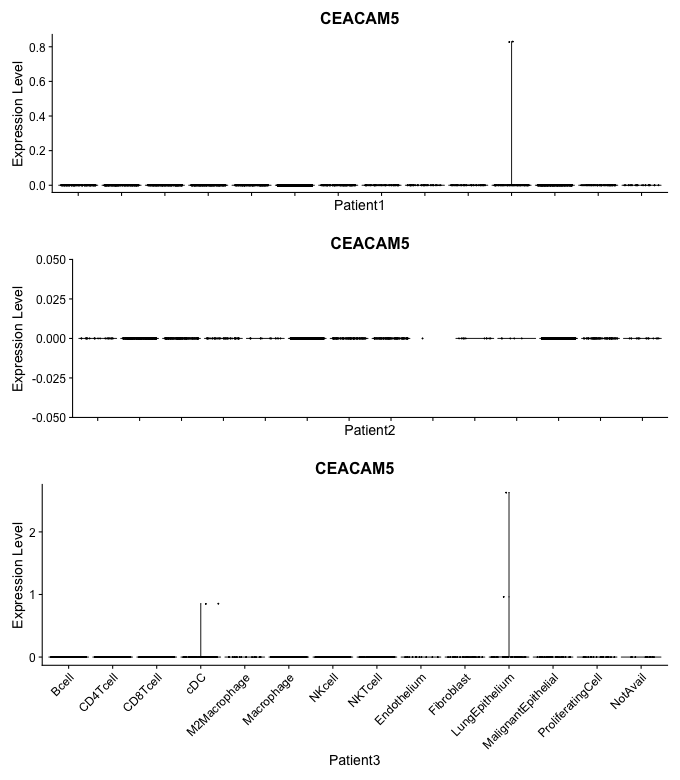 CEACAM5
Expression Level
0.8
0.6
0.4
0.2
0.0
Patient1
CEACAM5
Expression Level
0.050
0.025
0.000
-0.025
-0.050
Patient2
CEACAM5
Expression Level
2
1
0
Bcell
CD4Tcell
CD8Tcell
cDC
M2Macrophage
Macrophage
NKcell
NKTcell
Endothelium
Fibroblast
LungEpithelium
MalignantEpithelial
ProliferatingCell
NotAvail
Patient3